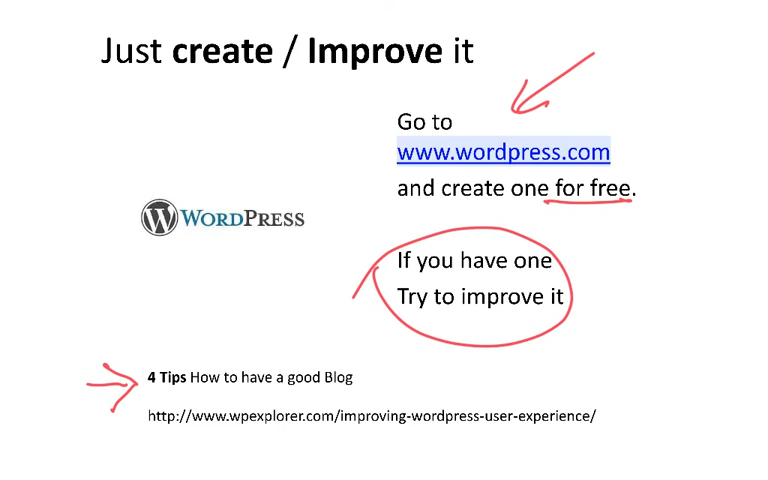 Just create / Improve it
Go to
www.wordpress.com
and create one for free.
WORDPRESS
If you have one
Try to improve it
4 Tips How to have a good Blog
http://www.wpexplorer.com/improving-wordpress-user-experience/